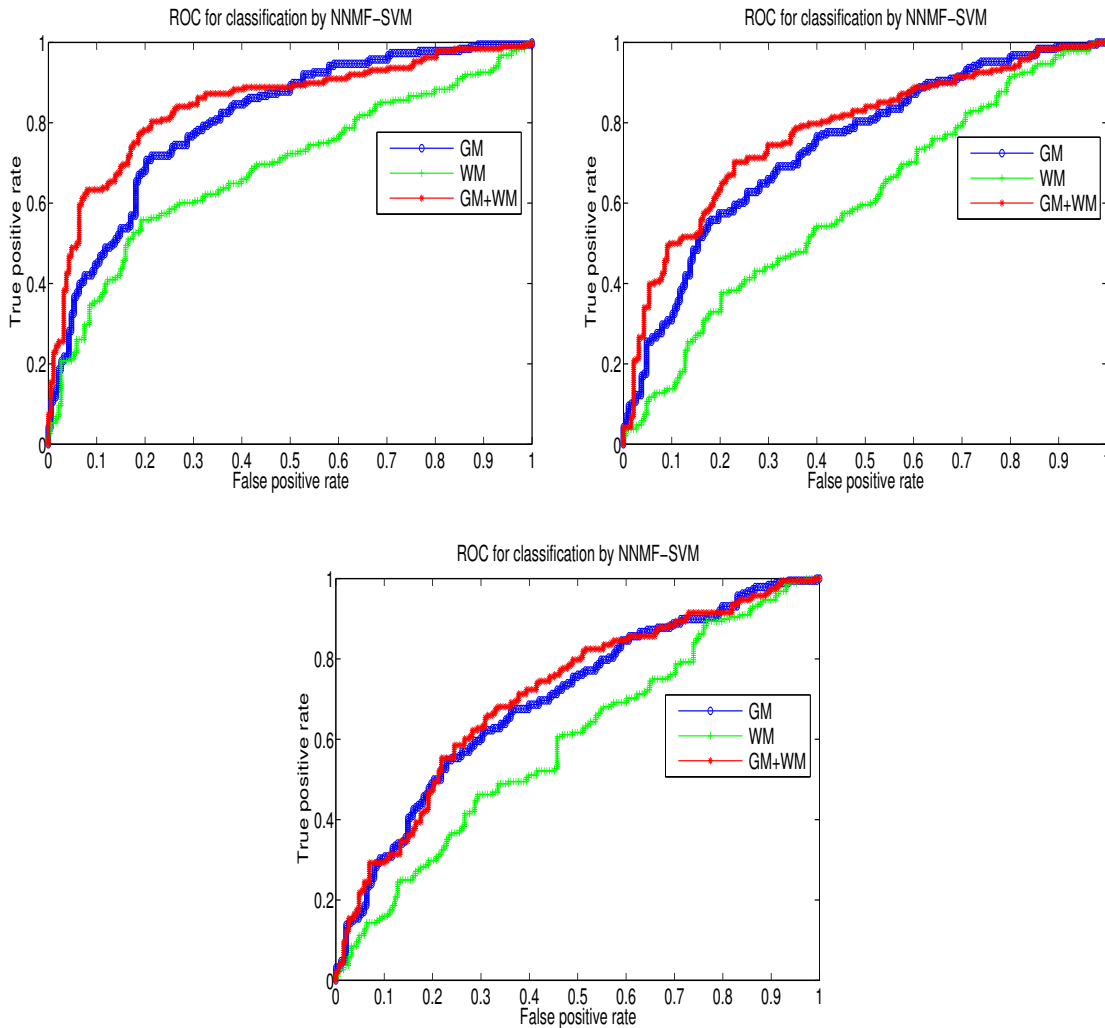 ROC for classification by NNMF-SVM
1
0.8
0.6
0.4
0.2
0
True positive rate
GM
WM
GM+WM
0 0.1 0.2 0.3 0.4 0.5 0.6 0.7 0.8 0.9 1
False positive rate
ROC for classification by NNMF-SVM
1
0.8
0.6
0.4
0.2
0
True positive rate
GM
WM
GM+WM
0 0.1 0.2 0.3 0.4 0.5 0.6 0.7 0.8 0.9 1
False positive rate
ROC for classification by NNMF-SVM
1
0.8
0.6
0.4
0.2
0
True positive rate
GM
WM
GM+WM
0 0.1 0.2 0.3 0.4 0.5 0.6 0.7 0.8 0.9 1
False positive rate